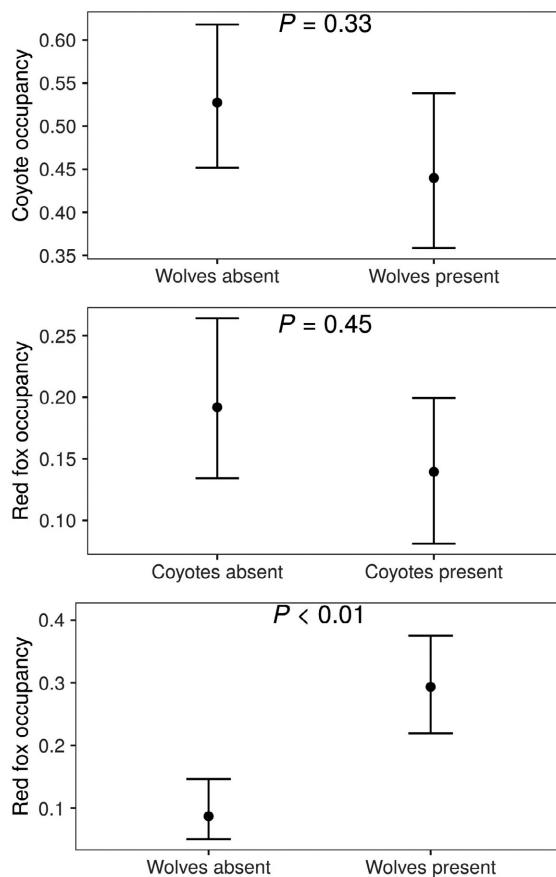 P = 0.33
Coyote occupancy
0.60
0.55
0.50
0.45
0.40
0.35
Wolves absent Wolves present
P = 0.45
Red fox occupancy
0.25
0.20
0.15
0.10
Coyotes absent Coyotes present
P < 0.01
Red fox occupancy
0.4
0.3
0.2
0.1
Wolves absent Wolves present